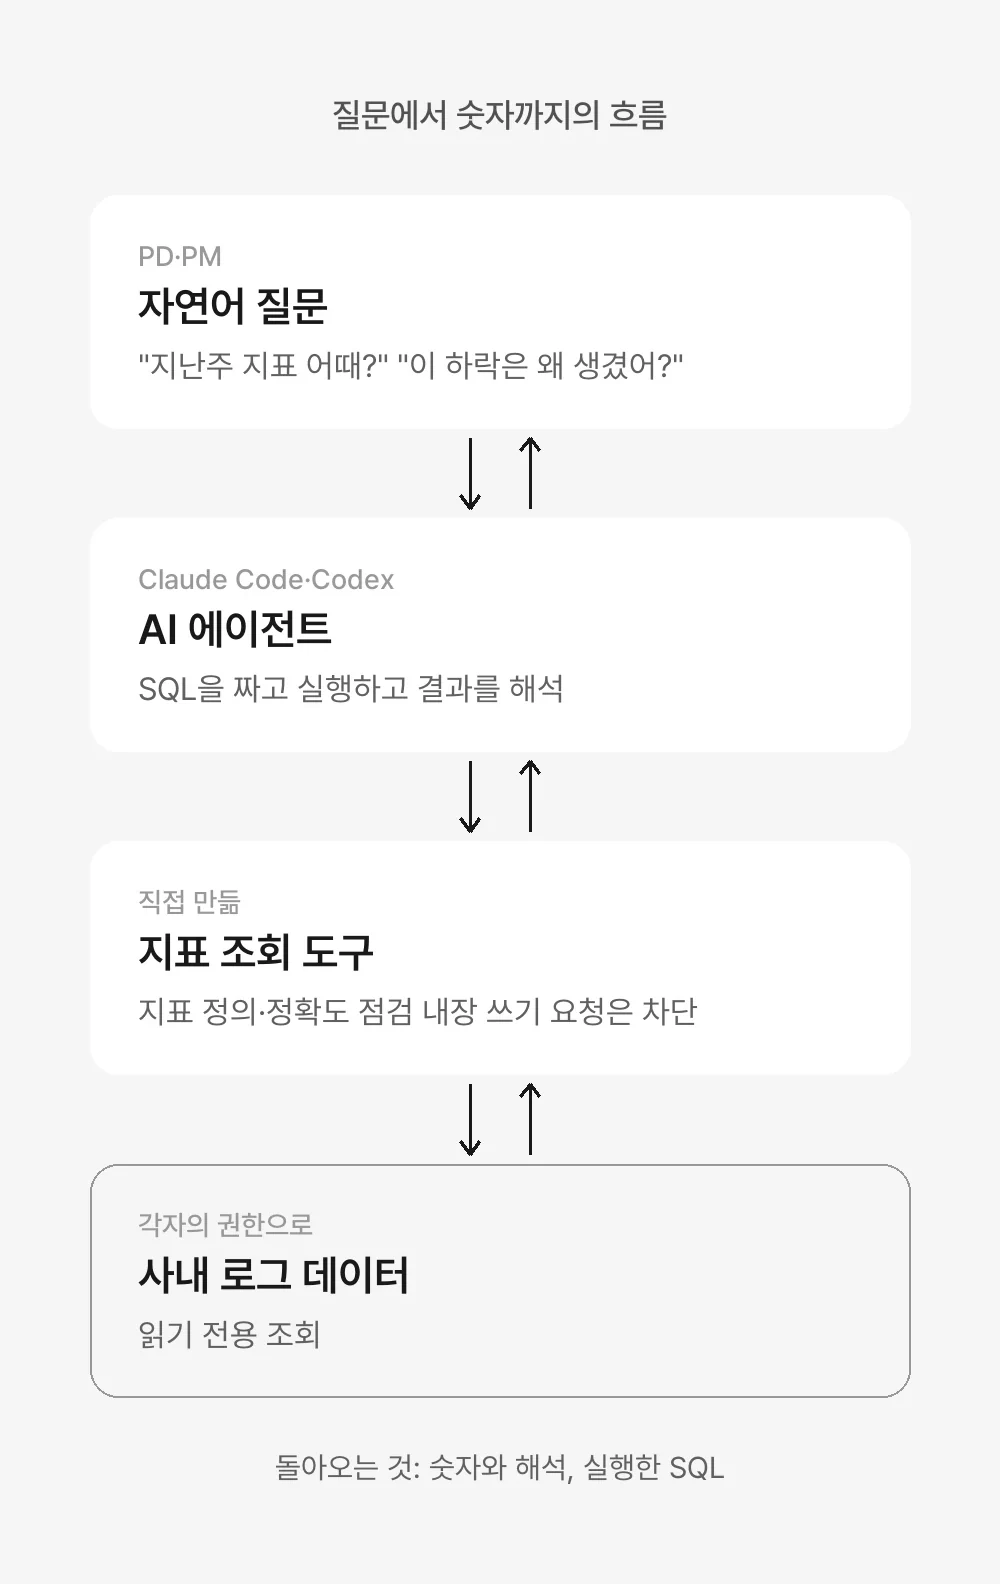 질문에서 숫자까지의 흐름
PD·PM
자연어 질문
"지난주 지표 어때?" "이 하락은 왜 생겼어?"
Claude Code·Codex
AI 에이전트
SQL을 짜고 실행하고 결과를 해석
직접 만듦
지표 조회 도구
지표 정의·정확도 점검 내장 쓰기 요청은 차단
각자의 권한으로
사내 로그 데이터
읽기 전용 조회
돌아오는 것: 숫자와 해석, 실행한 SQL